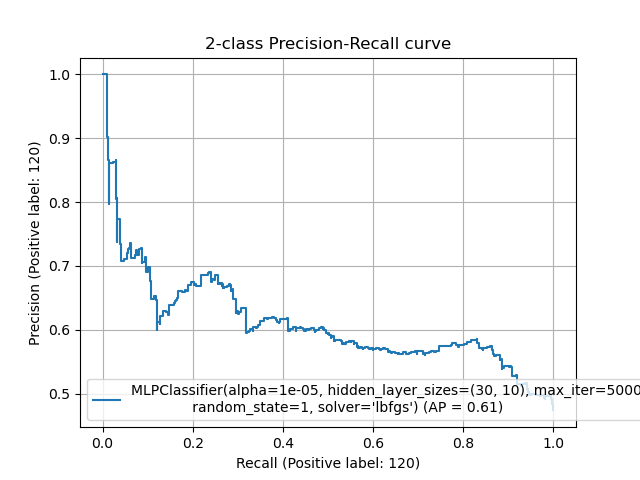 2-class Precision-Recall curve
1.0
0.9
0.8
0.7
0.6
0.5
Precision (Positive label: 120)
MLPClassifier(alpha=1e-05, hidden_layer_sizes=(30, 10), max_iter=5000
random_state=1, solver='lbfgs') (AP = 0.61)
0.0 0.2 0.4 0.6 0.8 1.0
Recall (Positive label: 120)